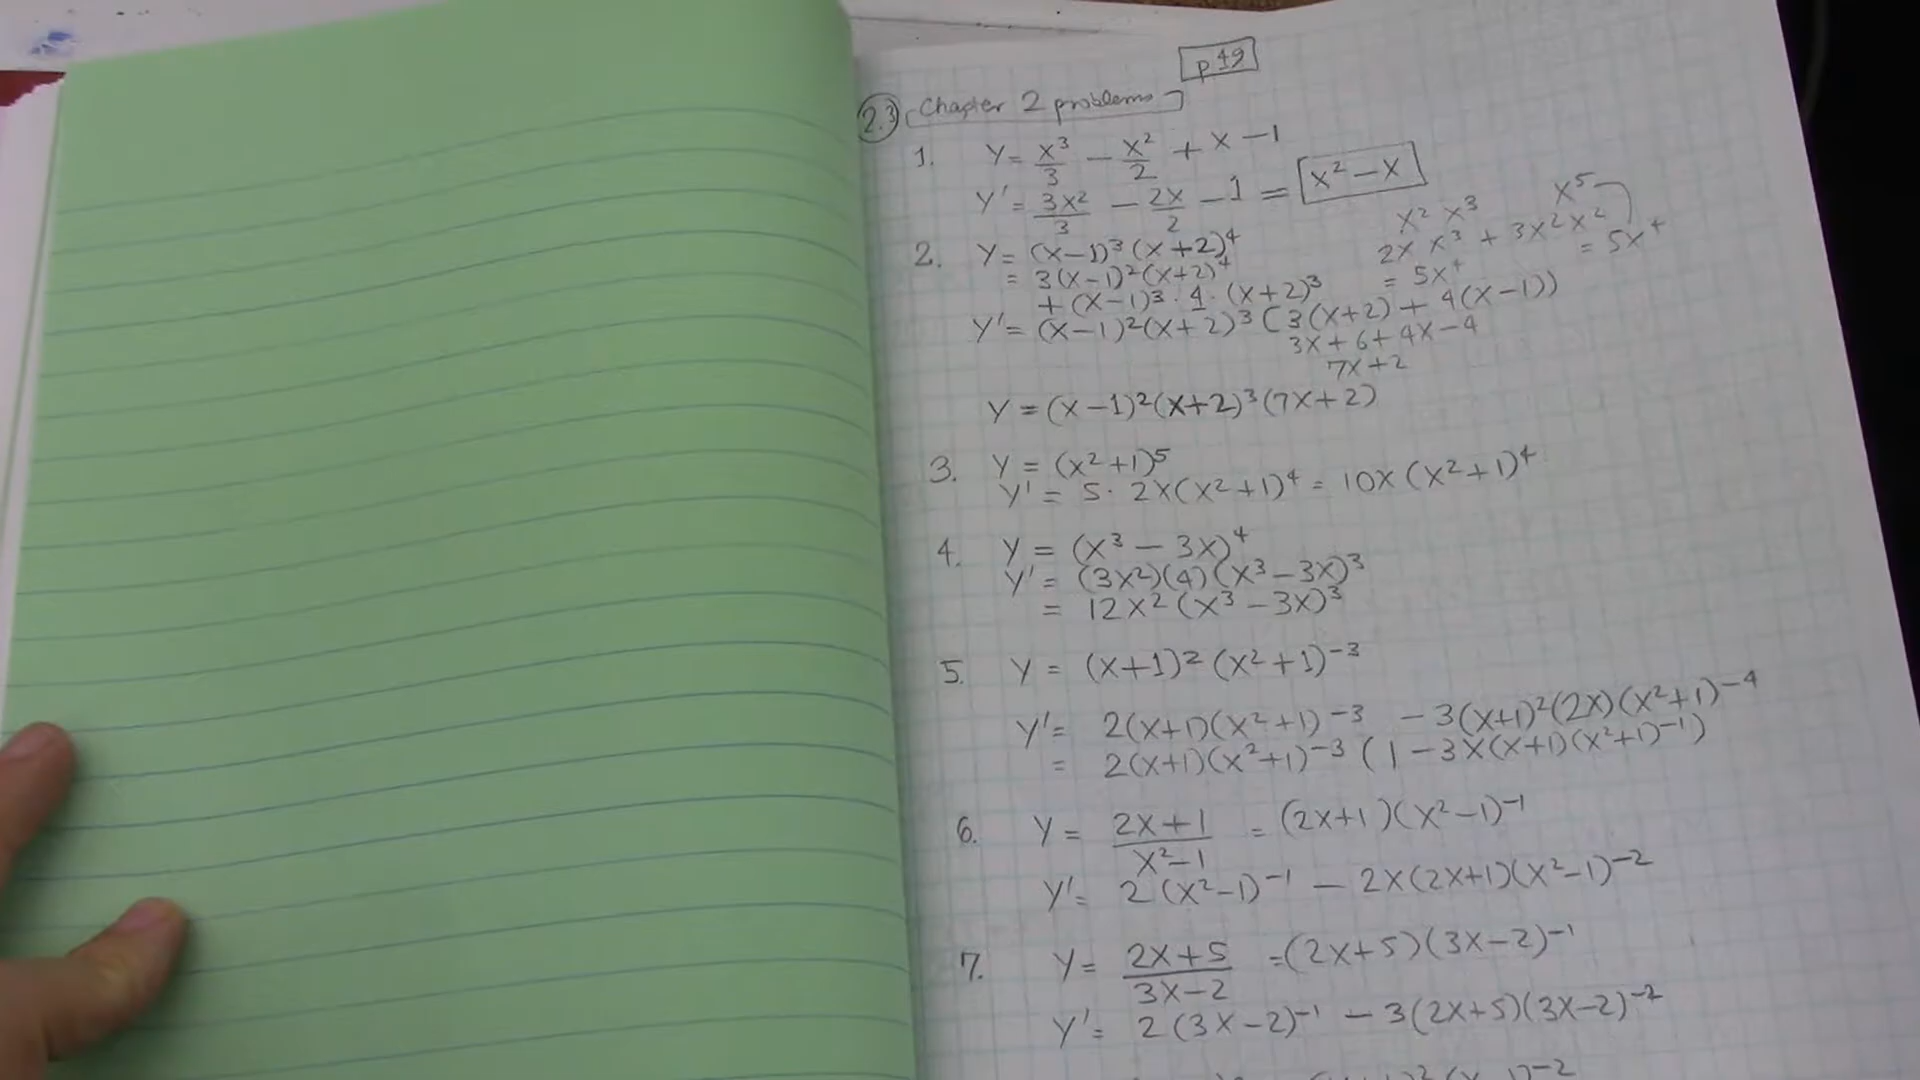 p 49
2.3 Chapter 2 problems
1. Y = x³/3 − x²/2 + x − 1
Y' = 3x²/3 − 2x/2 − 1 = x² − x
x² x³ x⁵
2x x³ + 3x²x² = 5x⁴
= 5x⁴
2. Y = (x−1)³(x+2)⁴
= 3(x−1)²(x+2)⁴
+ (x−1)³ · 4 · (x+2)³
Y' = (x−1)²(x+2)³ (3(x+2) + 4(x−1))
3x + 6 + 4x − 4
7x + 2
Y = (x−1)²(x+2)³(7x+2)
3. Y = (x²+1)⁵
Y' = 5 · 2x(x²+1)⁴ = 10x(x²+1)⁴
4. Y = (x³ − 3x)⁴
Y' = (3x²)(4)(x³ − 3x)³
= 12x²(x³ − 3x)³
5. Y = (x+1)²(x²+1)⁻³
Y' = 2(x+1)(x²+1)⁻³ − 3(x+1)²(2x)(x²+1)⁻⁴
= 2(x+1)(x²+1)⁻³ (1 − 3x(x+1)(x²+1)⁻¹)
6. Y = 2x+1/x²−1 = (2x+1)(x²−1)⁻¹
Y' = 2(x²−1)⁻¹ − 2x(2x+1)(x²−1)⁻²
7. Y = 2x+5/3x−2 = (2x+5)(3x−2)⁻¹
Y' = 2(3x−2)⁻¹ − 3(2x+5)(3x−2)⁻²